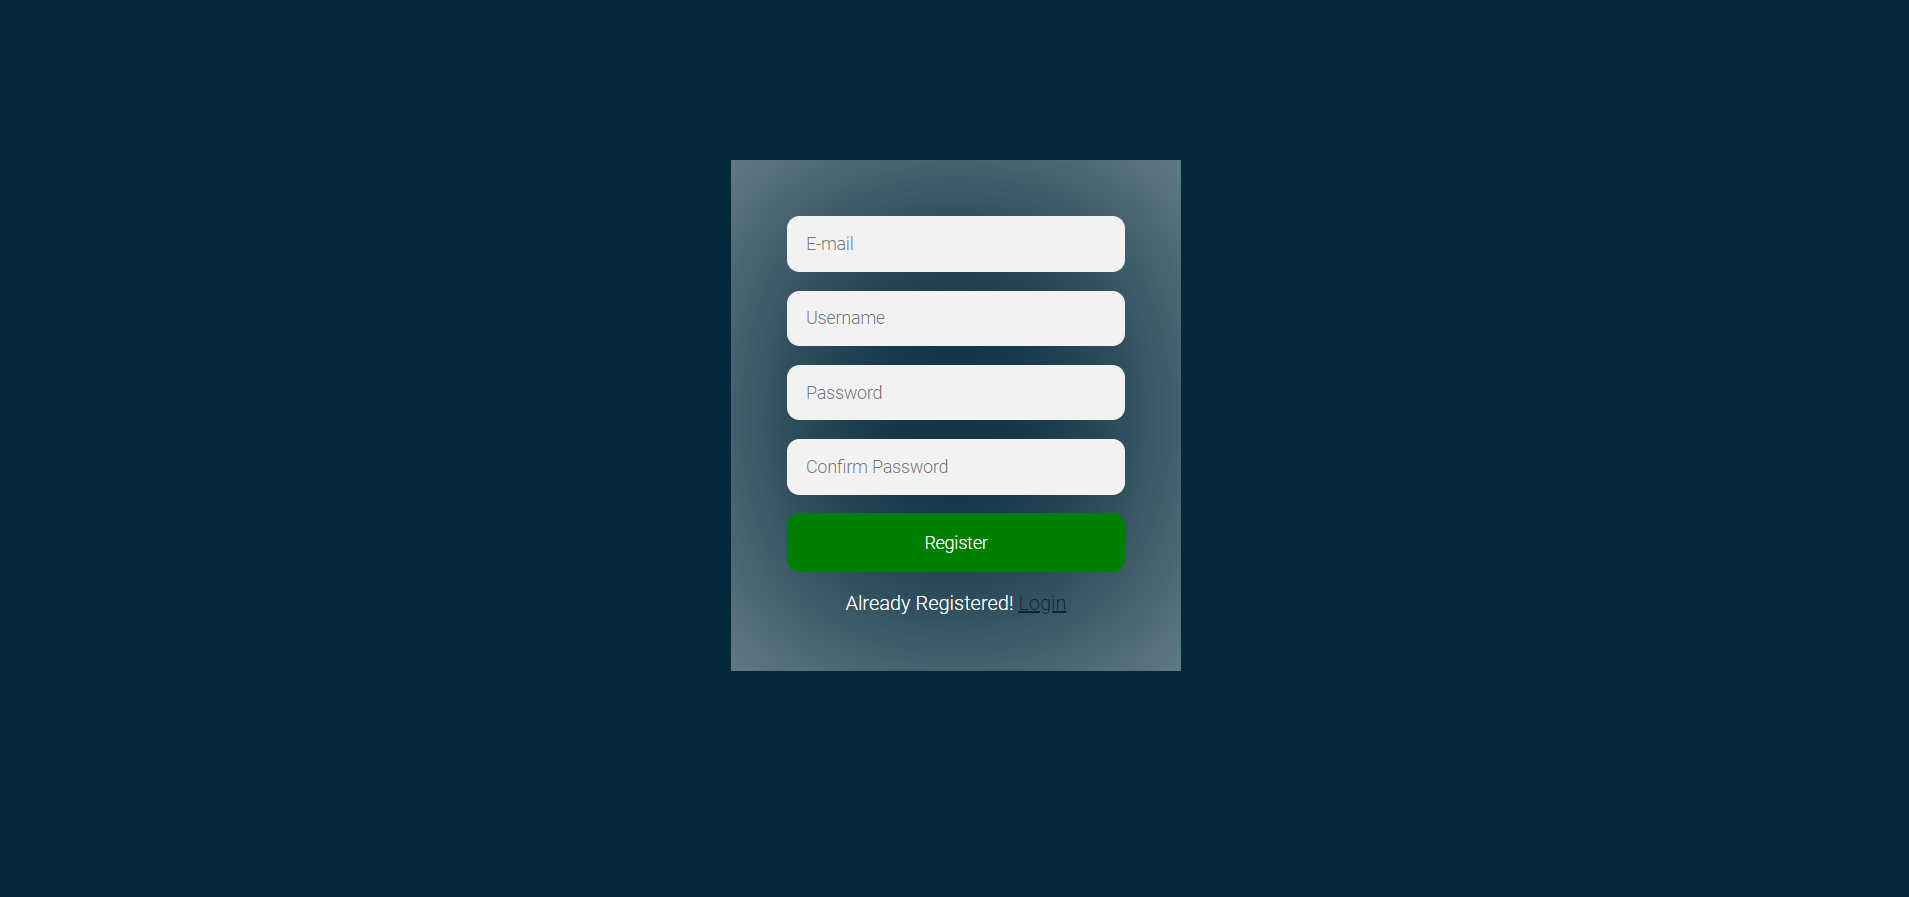 E-mail
Username
Password
Confirm Password
Register
Already Registered! Login